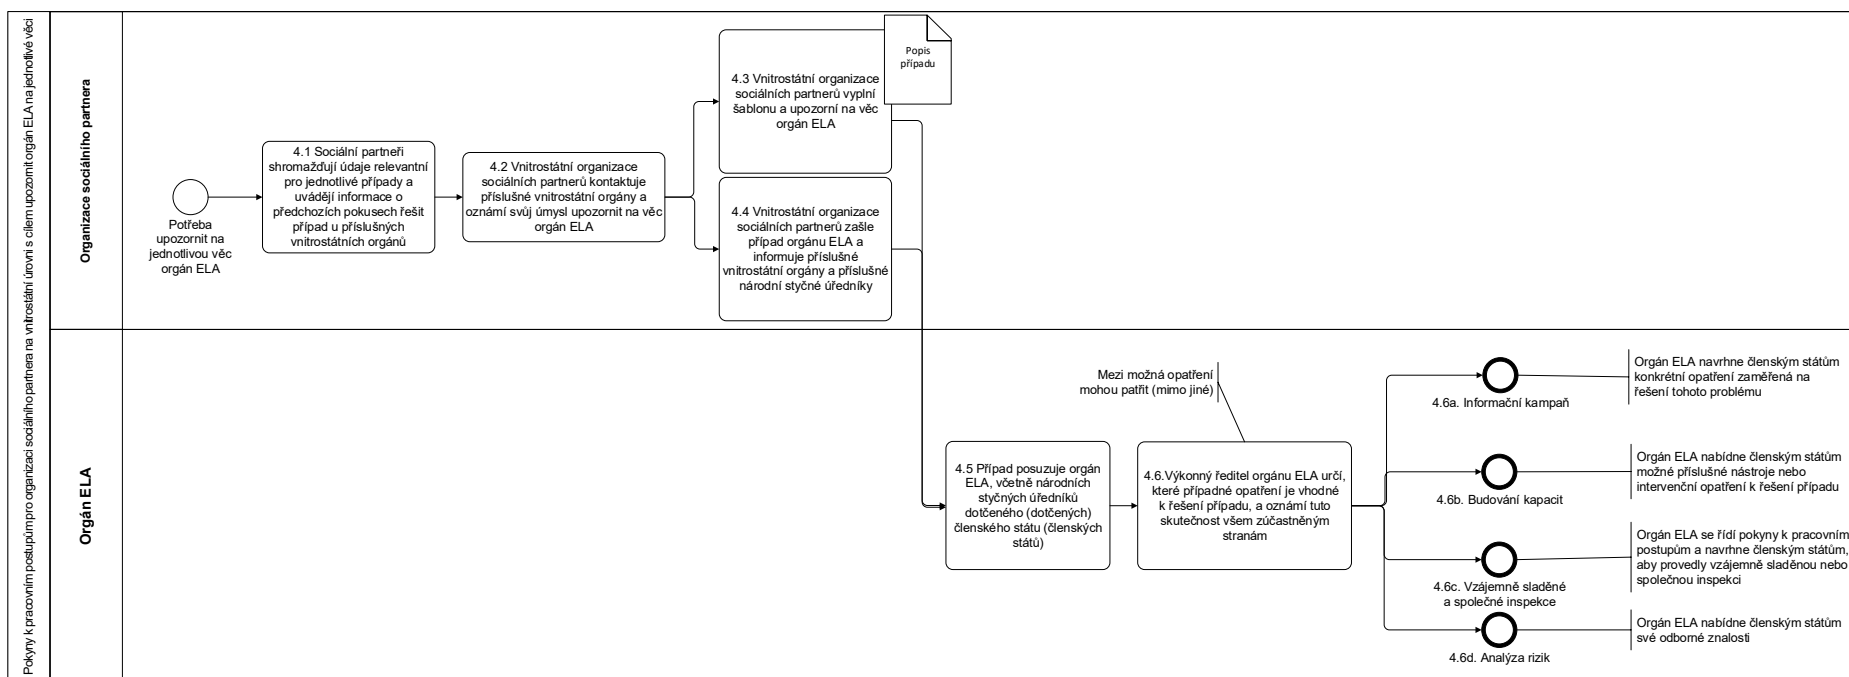 Pokyny k pracovním postupům pro organizaci sociálního partnera na vnitrostátní úrovni s cílem upozornit orgán ELA na jednotlivé věci
Organizace sociálního partnera
Potřeba
upozornit na
jednotlivou věc
orgán ELA
4.1 Sociální partneři
shromažďují údaje relevantní
pro jednotlivé případy a
uvádějí informace o
předchozích pokusech řešit
případ u příslušných
vnitrostátních orgánů
4.2 Vnitrostátní organizace
sociálních partnerů kontaktuje
příslušné vnitrostátní orgány a
oznámí svůj úmysl upozornit na věc
orgán ELA
4.3 Vnitrostátní organizace
sociálních partnerů vyplní
šablonu a upozorní na věc
orgán ELA
Popis
případu
4.4 Vnitrostátní organizace
sociálních partnerů zašle
případ orgánu ELA a
informuje příslušné
vnitrostátní orgány a příslušné
národní styčné úředníky
Orgán ELA
4.5 Případ posuzuje orgán
ELA, včetně národních
styčných úředníků
dotčeného (dotčených)
členského státu (členských
států)
Mezi možná opatření
mohou patřit (mimo jiné)
4.6.Výkonný ředitel orgánu ELA určí,
které případné opatření je vhodné
k řešení případu, a oznámí tuto
skutečnost všem zúčastněným
stranám
4.6a. Informační kampaň
Orgán ELA navrhne členským státům
konkrétní opatření zaměřená na
řešení tohoto problému
4.6b. Budování kapacit
Orgán ELA nabídne členským státům
možné příslušné nástroje nebo
intervenční opatření k řešení případu
4.6c. Vzájemně sladěné
a společné inspekce
Orgán ELA se řídí pokyny k pracovním
postupům a navrhne členským státům,
aby provedly vzájemně sladěnou nebo
společnou inspekci
4.6d. Analýza rizik
Orgán ELA nabídne členským státům
své odborné znalosti